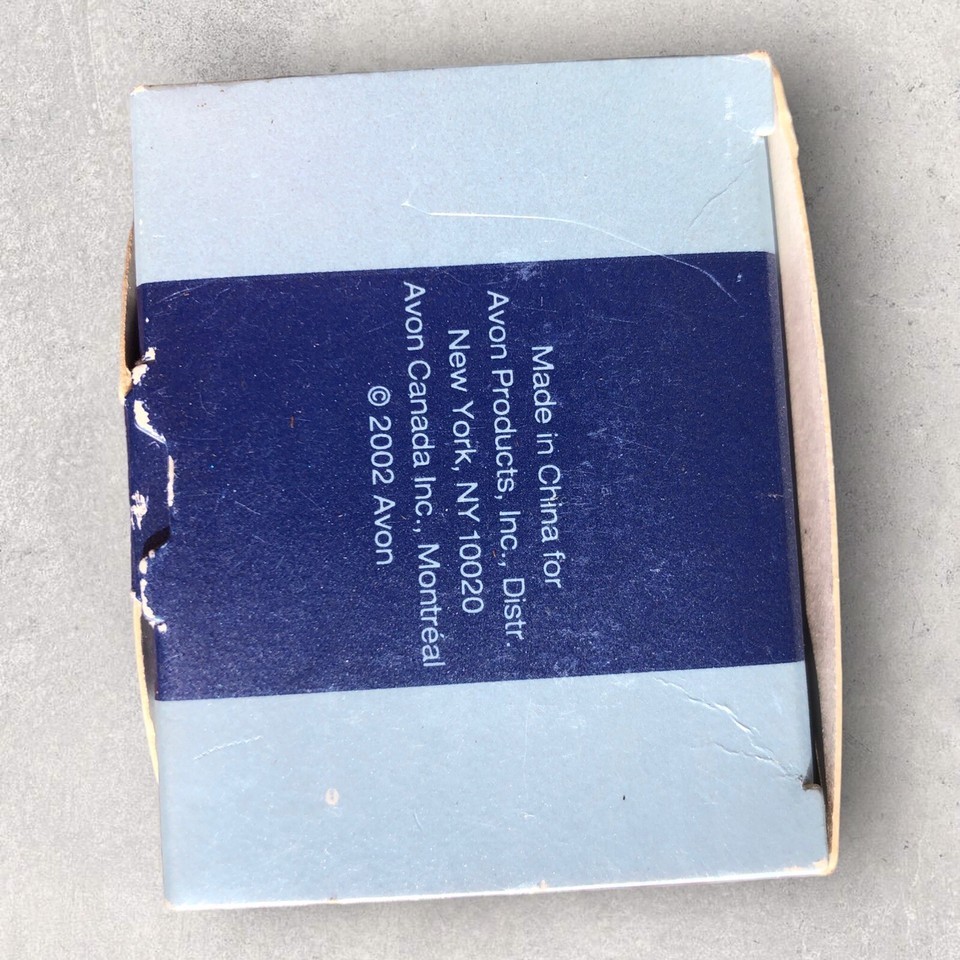 Made in China for
Avon Products, Inc., Distr.
New York, NY 10020
Avon Canada Inc., Montréal
© 2002 Avon